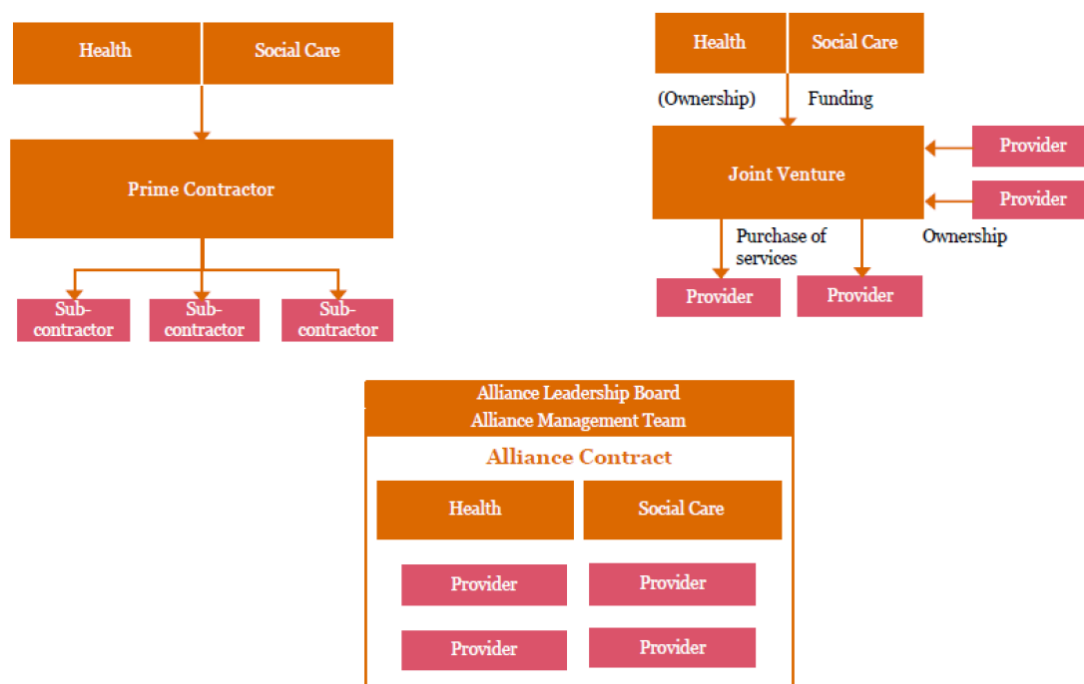 Health
Social Care
Prime Contractor
Sub-
contractor
Sub-
contractor
Sub-
contractor
Health
Social Care
(Ownership)
Funding
Joint Venture
Provider
Provider
Purchase of
services
Ownership
Provider
Provider
Alliance Leadership Board
Alliance Management Team
Alliance Contract
Health
Social Care
Provider
Provider
Provider
Provider